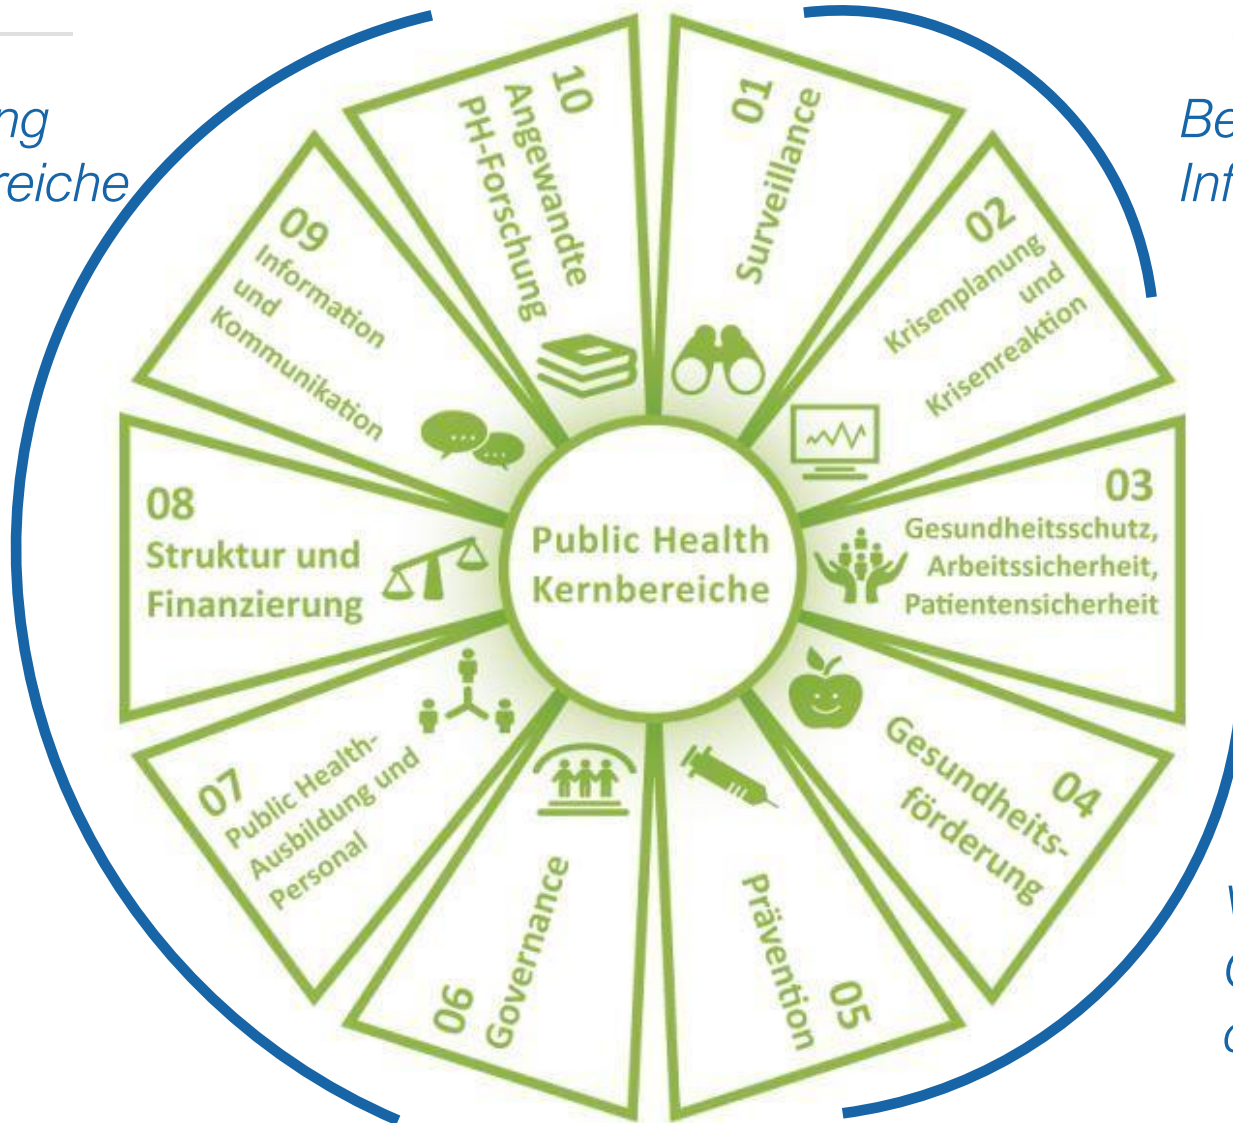 ng
reiche
Be
Inf
10
Angewandte
PH-Forschung
01
Surveillance
02
Krisenplanung
und
Krisenreaktion
03
Gesundheitsschutz,
Arbeitssicherheit,
Patientensicherheit
04
Gesundheits-
förderung
05
Prävention
06
Governance
07
Public Health-
Ausbildung und
Personal
08
Struktur und
Finanzierung
09
Information
und
Kommunikation
Public Health
Kernbereiche